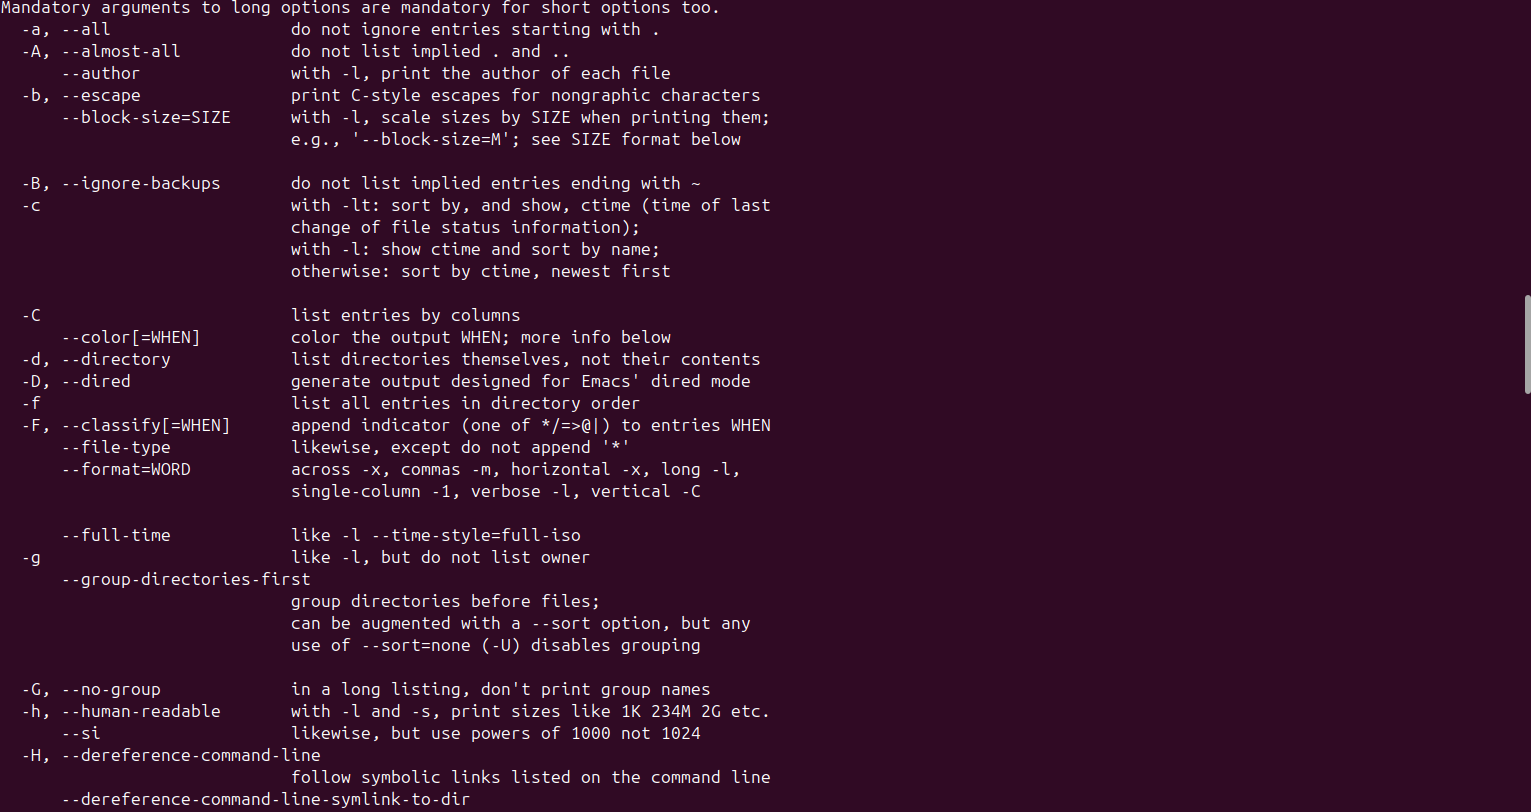 Mandatory arguments to long options are mandatory for short options too.
  -a, --all                  do not ignore entries starting with .
  -A, --almost-all           do not list implied . and ..
      --author               with -l, print the author of each file
  -b, --escape               print C-style escapes for nongraphic characters
      --block-size=SIZE      with -l, scale sizes by SIZE when printing them;
                             e.g., '--block-size=M'; see SIZE format below

  -B, --ignore-backups       do not list implied entries ending with ~
  -c                         with -lt: sort by, and show, ctime (time of last
                             change of file status information);
                             with -l: show ctime and sort by name;
                             otherwise: sort by ctime, newest first

  -C                         list entries by columns
      --color[=WHEN]         color the output WHEN; more info below
  -d, --directory            list directories themselves, not their contents
  -D, --dired                generate output designed for Emacs' dired mode
  -f                         list all entries in directory order
  -F, --classify[=WHEN]      append indicator (one of */=>@|) to entries WHEN
      --file-type            likewise, except do not append '*'
      --format=WORD          across -x, commas -m, horizontal -x, long -l,
                             single-column -1, verbose -l, vertical -C

      --full-time            like -l --time-style=full-iso
  -g                         like -l, but do not list owner
      --group-directories-first
                             group directories before files;
                             can be augmented with a --sort option, but any
                             use of --sort=none (-U) disables grouping

  -G, --no-group             in a long listing, don't print group names
  -h, --human-readable       with -l and -s, print sizes like 1K 234M 2G etc.
      --si                   likewise, but use powers of 1000 not 1024
  -H, --dereference-command-line
                             follow symbolic links listed on the command line
      --dereference-command-line-symlink-to-dir